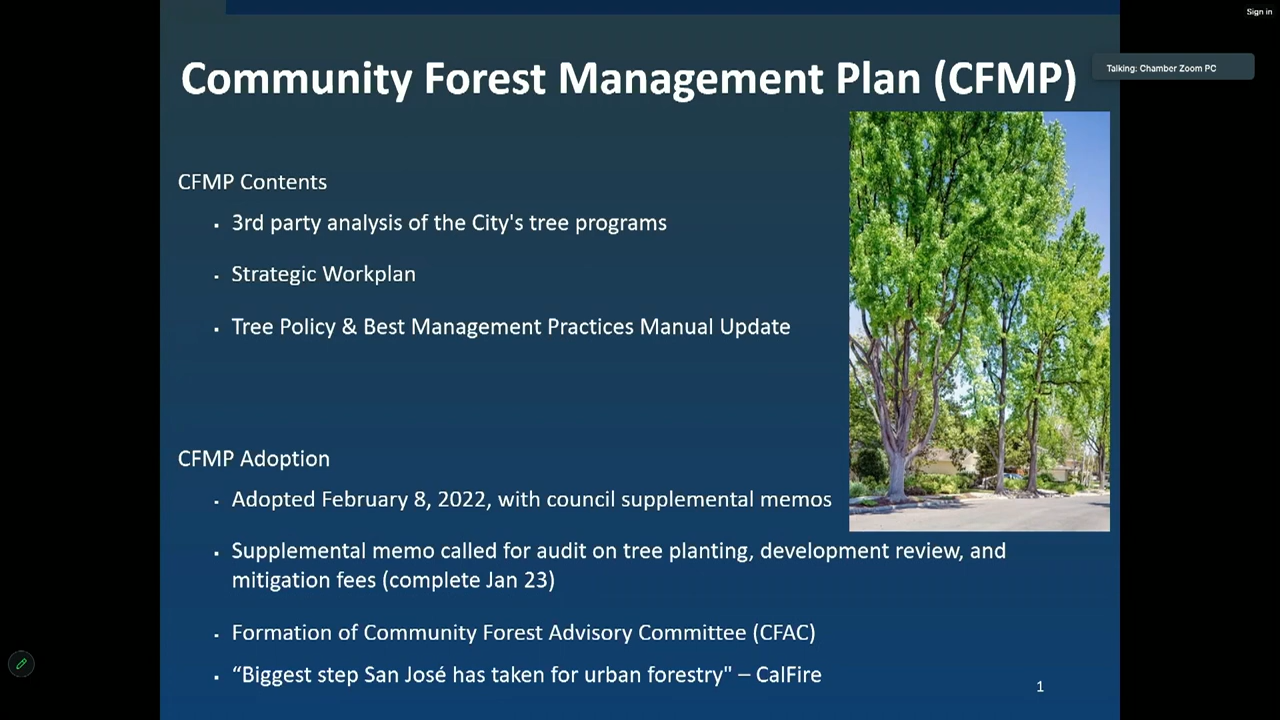 Sign in
Community Forest Management Plan (CFMP)
Talking: Chamber Zoom PC
CFMP Contents
▪ 3rd party analysis of the City's tree programs
▪ Strategic Workplan
▪ Tree Policy & Best Management Practices Manual Update
CFMP Adoption
▪ Adopted February 8, 2022, with council supplemental memos
▪ Supplemental memo called for audit on tree planting, development review, and
mitigation fees (complete Jan 23)
▪ Formation of Community Forest Advisory Committee (CFAC)
▪ “Biggest step San José has taken for urban forestry" – CalFire
1